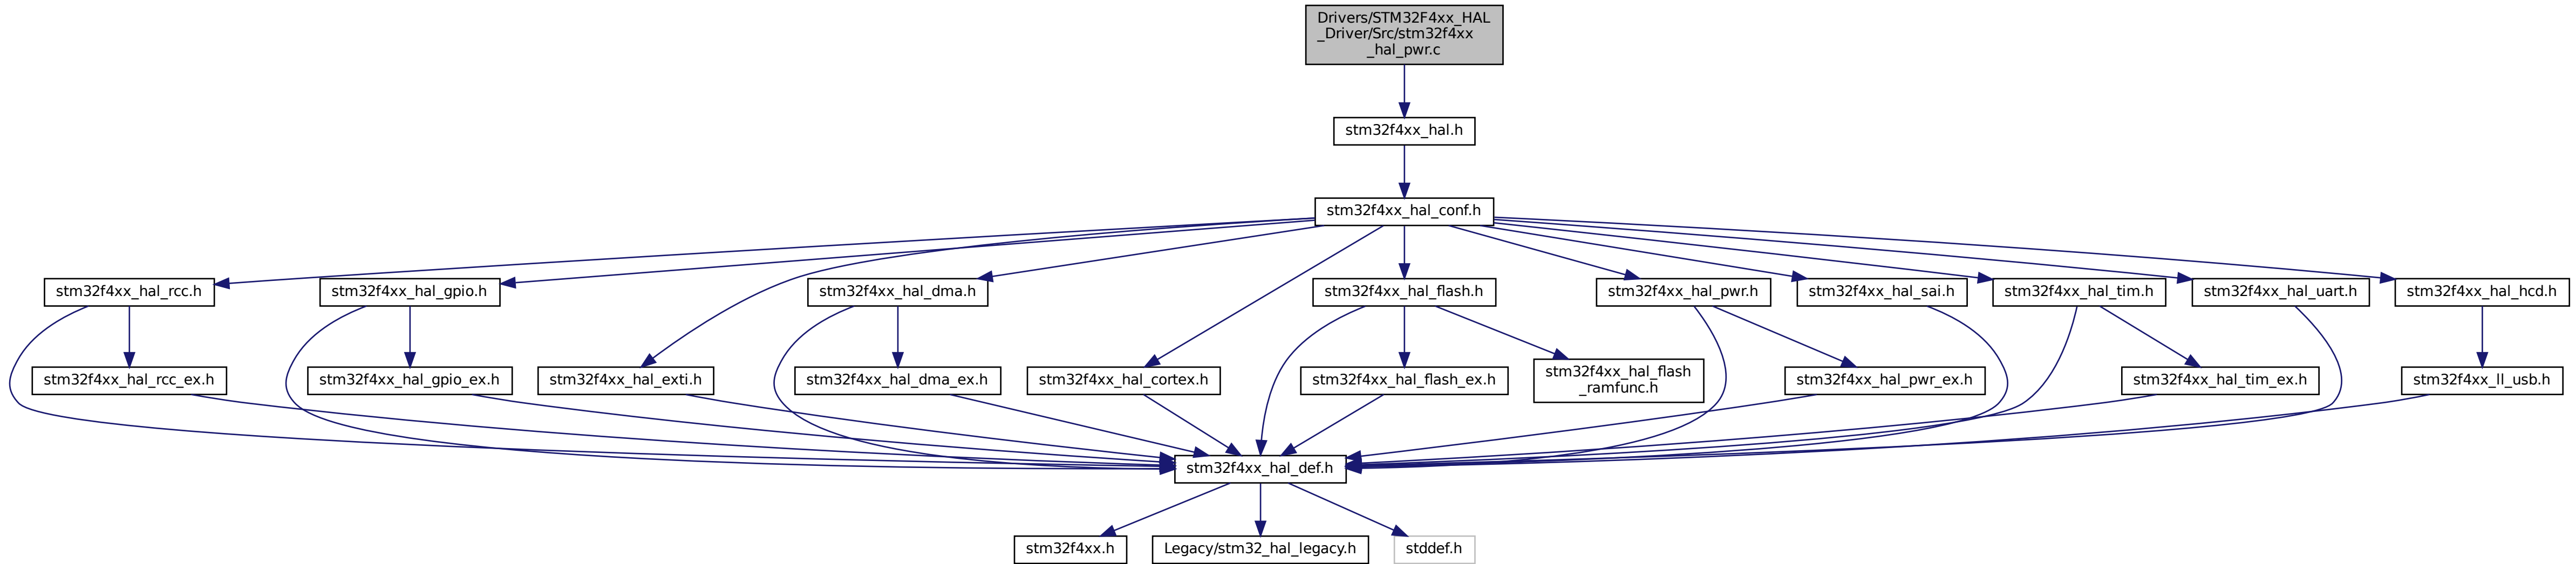 Drivers/STM32F4xx_HAL
_Driver/Src/stm32f4xx
_hal_pwr.c
stm32f4xx_hal.h
stm32f4xx_hal_conf.h
stm32f4xx_hal_rcc.h
stm32f4xx_hal_gpio.h
stm32f4xx_hal_dma.h
stm32f4xx_hal_flash.h
stm32f4xx_hal_pwr.h
stm32f4xx_hal_sai.h
stm32f4xx_hal_tim.h
stm32f4xx_hal_uart.h
stm32f4xx_hal_hcd.h
stm32f4xx_hal_rcc_ex.h
stm32f4xx_hal_gpio_ex.h
stm32f4xx_hal_exti.h
stm32f4xx_hal_dma_ex.h
stm32f4xx_hal_cortex.h
stm32f4xx_hal_flash_ex.h
stm32f4xx_hal_flash
_ramfunc.h
stm32f4xx_hal_pwr_ex.h
stm32f4xx_hal_tim_ex.h
stm32f4xx_ll_usb.h
stm32f4xx_hal_def.h
stm32f4xx.h
Legacy/stm32_hal_legacy.h
stddef.h